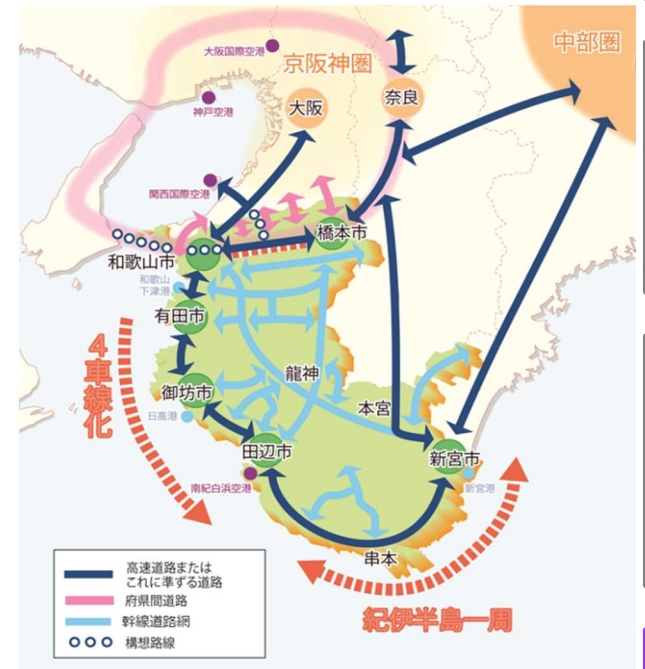 中部圏
大阪国際空港
京阪神圏
大阪
奈良
神戸空港
関西国際空港
橋本市
和歌山市
和歌山
下津港
有田市
4車線化
龍神
御坊市
本宮
日高港
田辺市
新宮市
南紀白浜空港
新宮港
串本
高速道路または
これに準ずる道路
府県間道路
幹線道路網
構想路線
紀伊半島一周